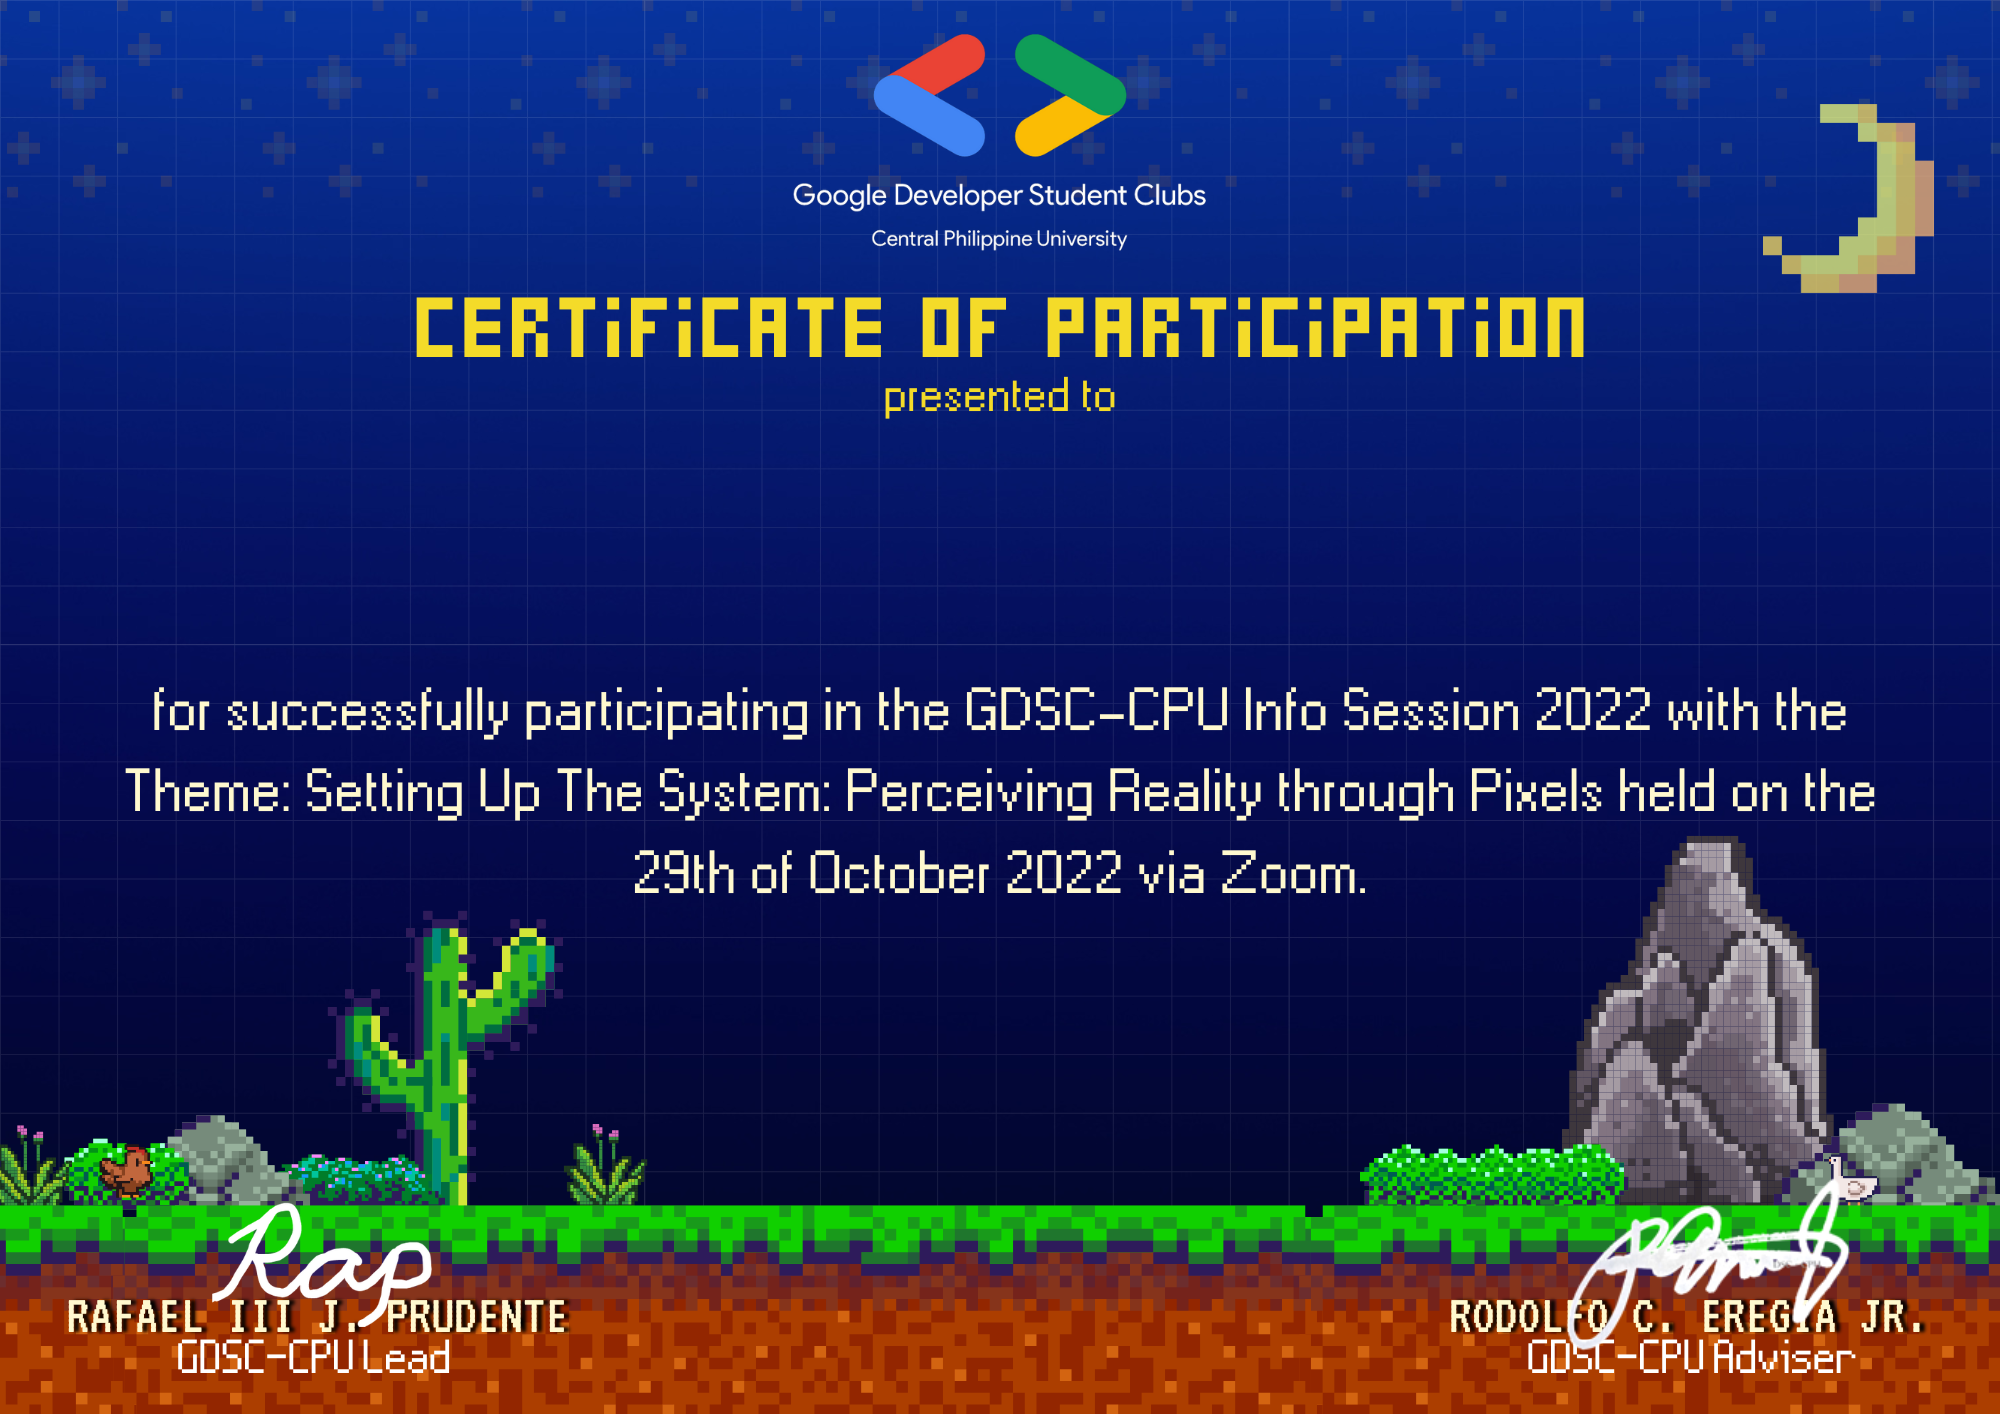 Google Developer Student Clubs
Central Philippine University
CERTIFICATE OF PARTICIPATION
presented to
for successfully participating in the GDSC-CPU Info Session 2022 with the
Theme: Setting Up The System: Perceiving Reality through Pixels held on the
29th of October 2022 via Zoom.
Rap
RAFAEL III J. PRUDENTE
GDSC-CPU Lead
RODOLFO C. EREGIA JR.
GDSC-CPU Adviser